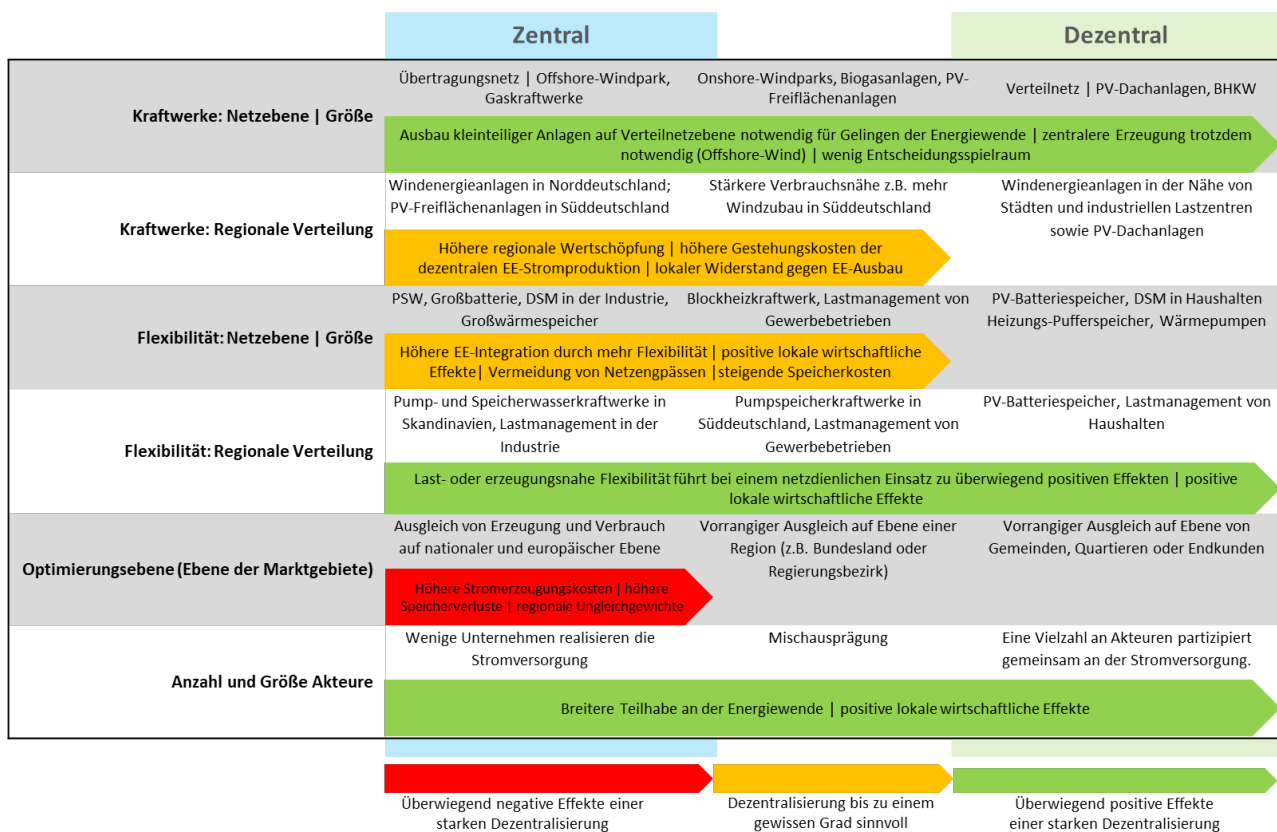 Zentral
Dezentral
Kraftwerke: Netzebene | Größe
Übertragungsnetz | Offshore-Windpark,
Gaskraftwerke
Onshore-Windparks, Biogasanlagen, PV-
Freiflächenanlagen
Verteilnetz | PV-Dachanlagen, BHKW
Ausbau kleinteiliger Anlagen auf Verteilnetzebene notwendig für Gelingen der Energiewende | zentralere Erzeugung trotzdem
notwendig (Offshore-Wind) | wenig Entscheidungsspielraum
Kraftwerke: Regionale Verteilung
Windenergieanlagen in Norddeutschland;
PV-Freiflächenanlagen in Süddeutschland
Stärkere Verbrauchsnähe z.B. mehr
Windzubau in Süddeutschland
Windenergieanlagen in der Nähe von
Städten und industriellen Lastzentren
sowie PV-Dachanlagen
Höhere regionale Wertschöpfung | höhere Gestehungskosten der
dezentralen EE-Stromproduktion | lokaler Widerstand gegen EE-Ausbau
Flexibilität: Netzebene | Größe
PSW, Großbatterie, DSM in der Industrie,
Großwärmespeicher
Blockheizkraftwerk, Lastmanagement von
Gewerbebetrieben
PV-Batteriespeicher, DSM in Haushalten
Heizungs-Pufferspeicher, Wärmepumpen
Höhere EE-Integration durch mehr Flexibilität | positive lokale wirtschaftliche
Effekte| Vermeidung von Netzengpässen |steigende Speicherkosten
Flexibilität: Regionale Verteilung
Pump- und Speicherwasserkraftwerke in
Skandinavien, Lastmanagement in der
Industrie
Pumpspeicherkraftwerke in
Süddeutschland, Lastmanagement von
Gewerbebetrieben
PV-Batteriespeicher, Lastmanagement von
Haushalten
Last- oder erzeugungsnahe Flexibilität führt bei einem netzdienlichen Einsatz zu überwiegend positiven Effekten | positive
lokale wirtschaftliche Effekte
Optimierungsebene (Ebene der Marktgebiete)
Ausgleich von Erzeugung und Verbrauch
auf nationaler und europäischer Ebene
Vorrangiger Ausgleich auf Ebene einer
Region (z.B. Bundesland oder
Regierungsbezirk)
Vorrangiger Ausgleich auf Ebene von
Gemeinden, Quartieren oder Endkunden
Höhere Stromerzeugungskosten | höhere
Speicherverluste | regionale Ungleichgewichte
Anzahl und Größe Akteure
Wenige Unternehmen realisieren die
Stromversorgung
Mischausprägung
Eine Vielzahl an Akteuren partizipiert
gemeinsam an der Stromversorgung.
Breitere Teilhabe an der Energiewende | positive lokale wirtschaftliche Effekte
Überwiegend negative Effekte einer
starken Dezentralisierung
Dezentralisierung bis zu einem
gewissen Grad sinnvoll
Überwiegend positive Effekte
einer starken Dezentralisierung